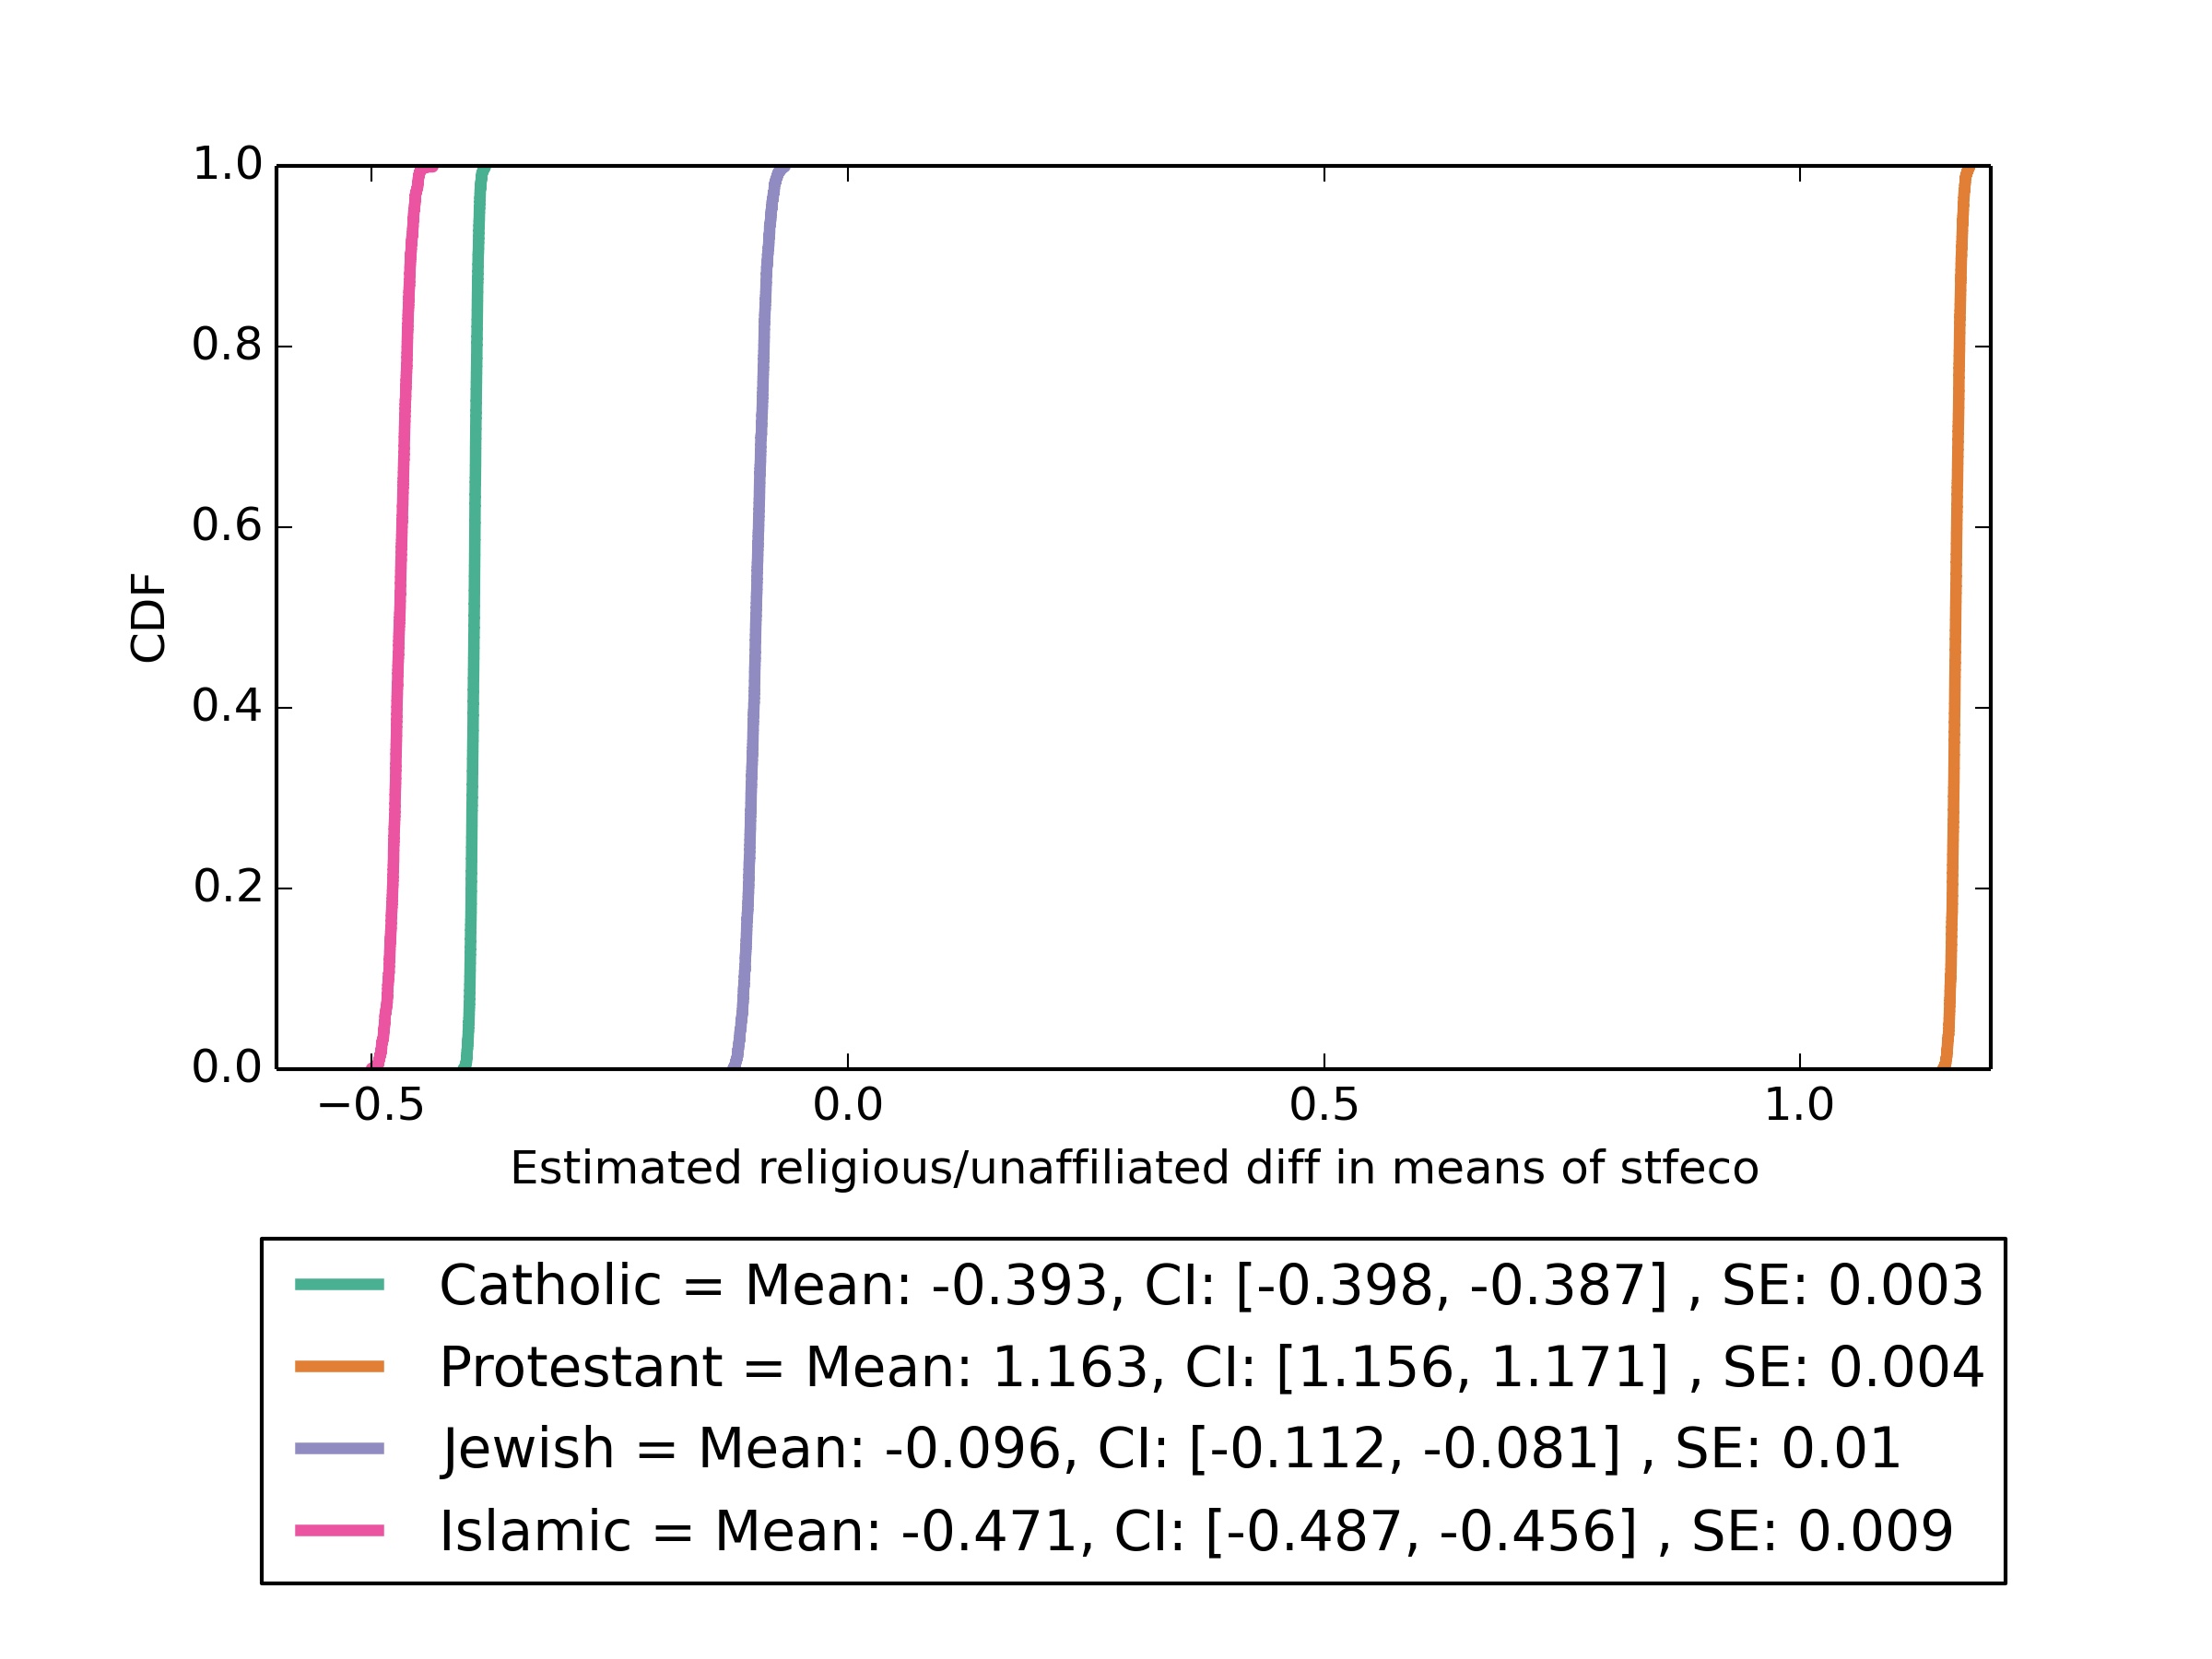 1.0
0.8
0.6
0.4
0.2
0.0
CDF
−0.5 0.0 0.5 1.0
Estimated religious/unaffiliated diff in means of stfeco
Catholic = Mean: -0.393, CI: [-0.398, -0.387] , SE: 0.003
Protestant = Mean: 1.163, CI: [1.156, 1.171] , SE: 0.004
Jewish = Mean: -0.096, CI: [-0.112, -0.081] , SE: 0.01
Islamic = Mean: -0.471, CI: [-0.487, -0.456] , SE: 0.009